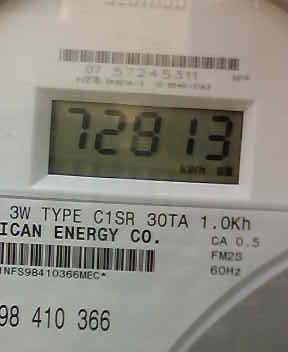 07 57245311
72813
3W TYPE C1SR 30TA 1.0Kh
ICAN ENERGY CO.
CA 0.5
FM2S
60Hz
INFS98410366MEC*
98 410 366